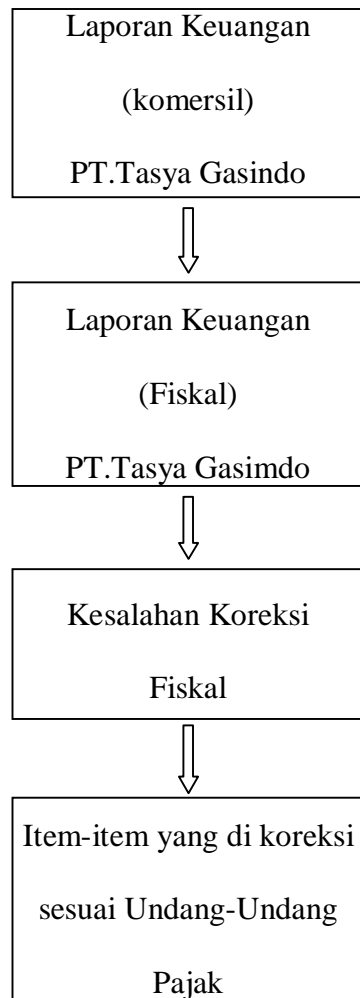 Laporan Keuangan
(komersil)
PT.Tasya Gasindo
Laporan Keuangan
(Fiskal)
PT.Tasya Gasimdo
Kesalahan Koreksi
Fiskal
Item-item yang di koreksi
sesuai Undang-Undang
Pajak